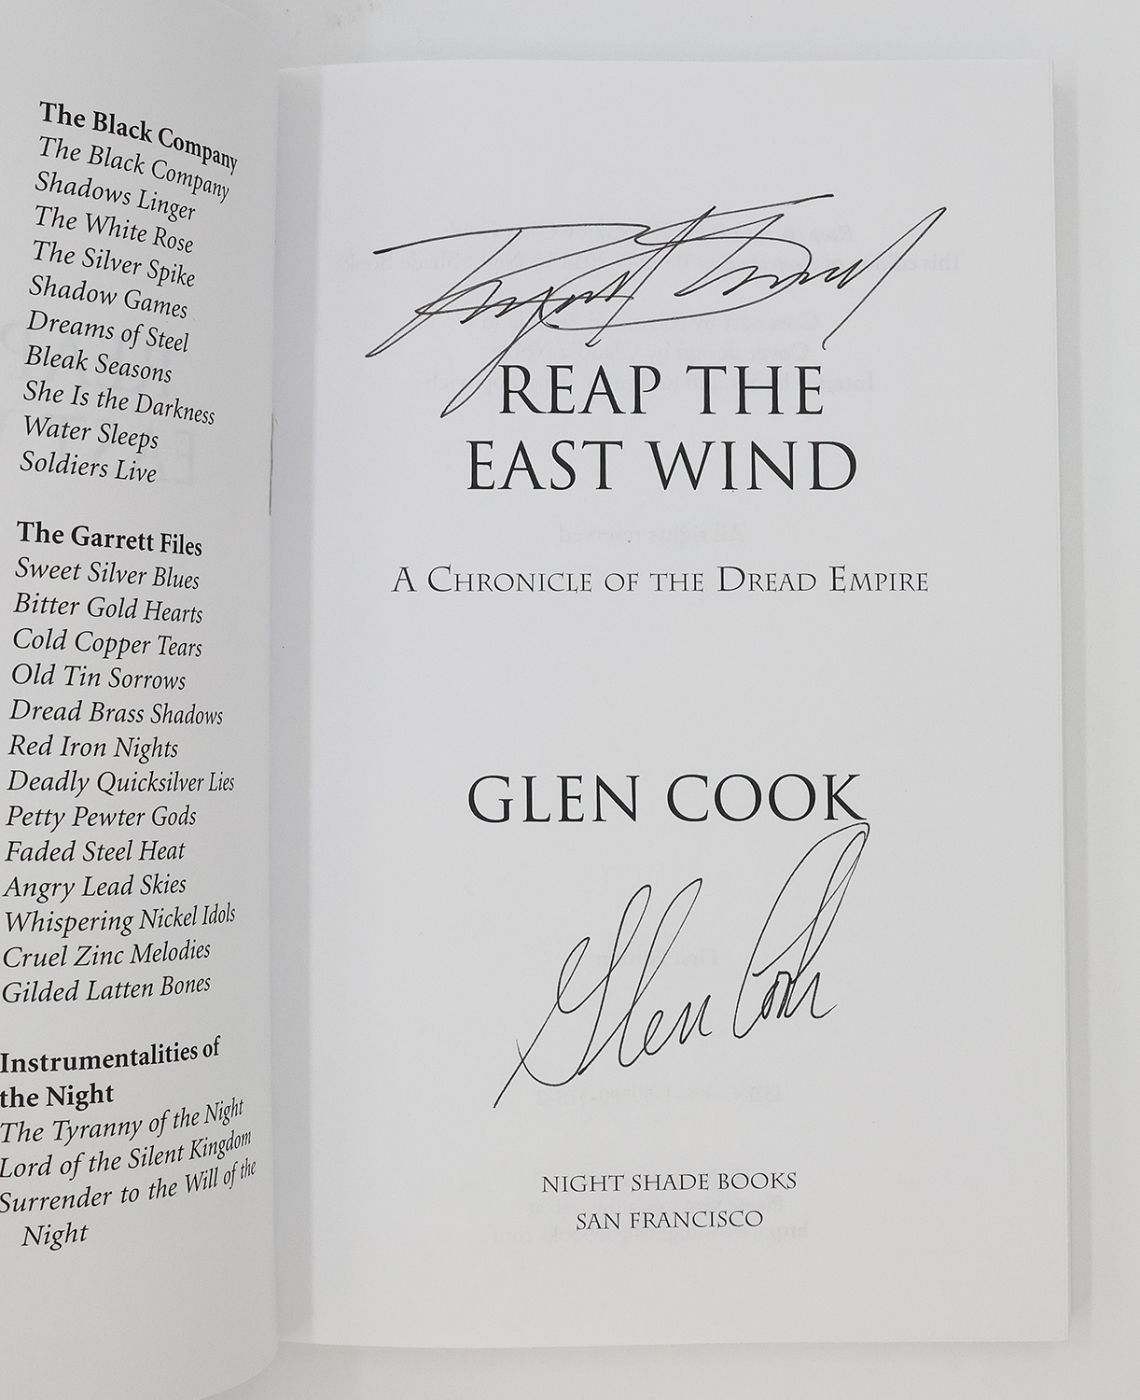 The Black Company
The Black Company
Shadows Linger
The White Rose
The Silver Spike
Shadow Games
Dreams of Steel
Bleak Seasons
She Is the Darkness
Water Sleeps
Soldiers Live
The Garrett Files
Sweet Silver Blues
Bitter Gold Hearts
Cold Copper Tears
Old Tin Sorrows
Dread Brass Shadows
Red Iron Nights
Deadly Quicksilver Lies
Petty Pewter Gods
Faded Steel Heat
Angry Lead Skies
Whispering Nickel Idols
Cruel Zinc Melodies
Gilded Latten Bones
Instrumentalities of
the Night
The Tyranny of the Night
Lord of the Silent Kingdom
Surrender to the Will of the
Night
REAP THE
EAST WIND
A CHRONICLE OF THE DREAD EMPIRE
GLEN COOK
Glen Cook
NIGHT SHADE BOOKS
SAN FRANCISCO